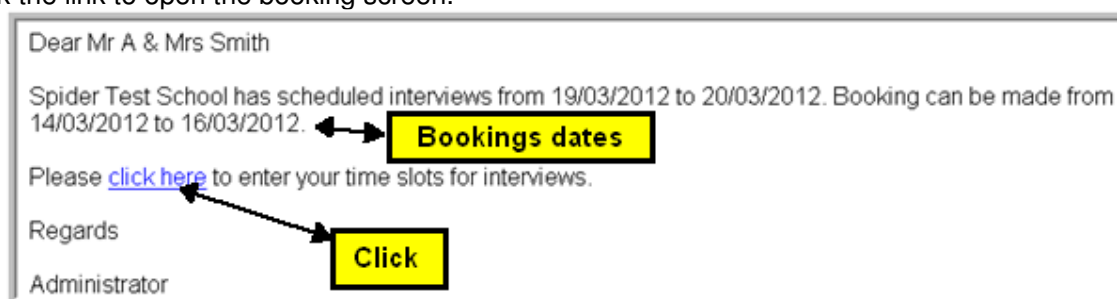 k the link to open the booking screen.
Dear Mr A & Mrs Smith
Spider Test School has scheduled interviews from 19/03/2012 to 20/03/2012. Booking can be made from
14/03/2012 to 16/03/2012.
Bookings dates
Please click here to enter your time slots for interviews.
Regards
Click
Administrator